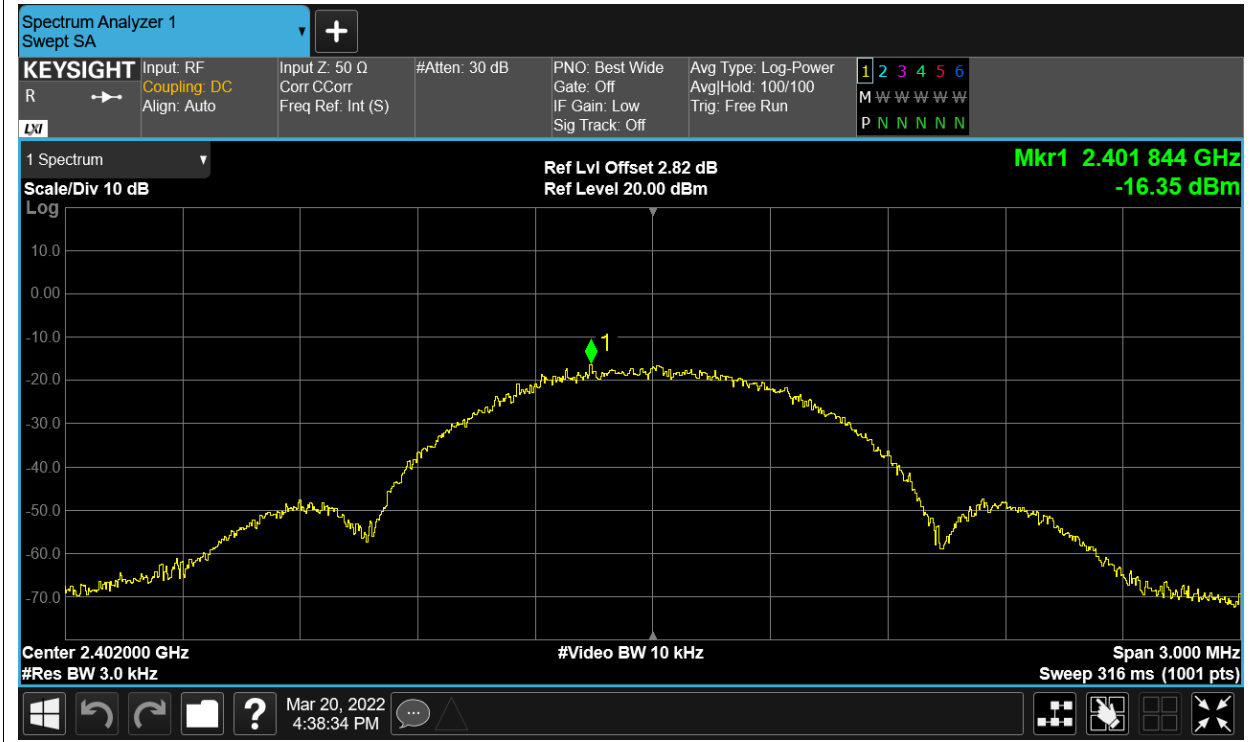 Spectrum Analyzer 1
Swept SA
KEYSIGHT
R
LXI
Input: RF
Coupling: DC
Align: Auto
Input Z: 50 Ω
Corr CCorr
Freq Ref: Int (S)
#Atten: 30 dB
PNO: Best Wide
Gate: Off
IF Gain: Low
Sig Track: Off
Avg Type: Log-Power
Avg|Hold: 100/100
Trig: Free Run
1 2 3 4 5 6
M W W W W W
P N N N N N
1 Spectrum
Scale/Div 10 dB
Log
Ref Lvl Offset 2.82 dB
Ref Level 20.00 dBm
Mkr1 2.401 844 GHz
-16.35 dBm
10.0
0.00
-10.0
1
-20.0
-30.0
-40.0
-50.0
-60.0
-70.0
Center 2.402000 GHz
#Res BW 3.0 kHz
#Video BW 10 kHz
Span 3.000 MHz
Sweep 316 ms (1001 pts)
?
Mar 20, 2022
4:38:34 PM